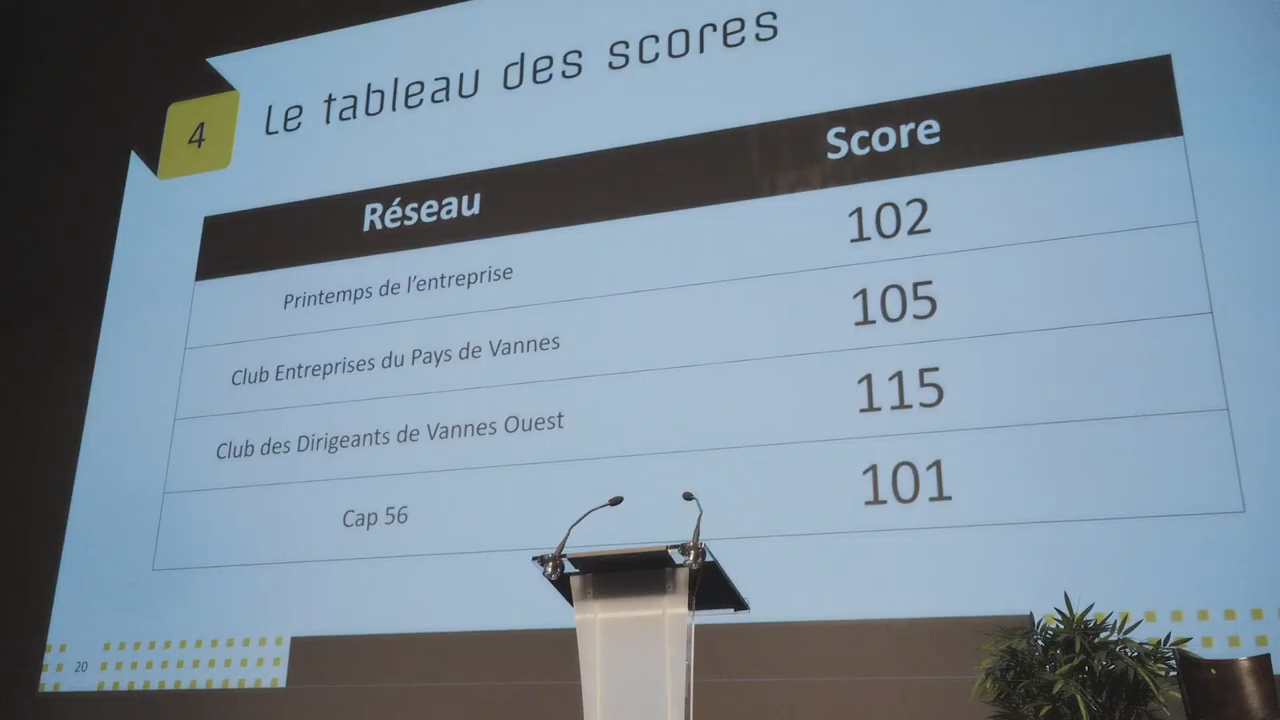 4
Le tableau des scores
Réseau Score
Printemps de l'entreprise 102
Club Entreprises du Pays de Vannes 105
Club des Dirigeants de Vannes Ouest 115
Cap 56 101
20